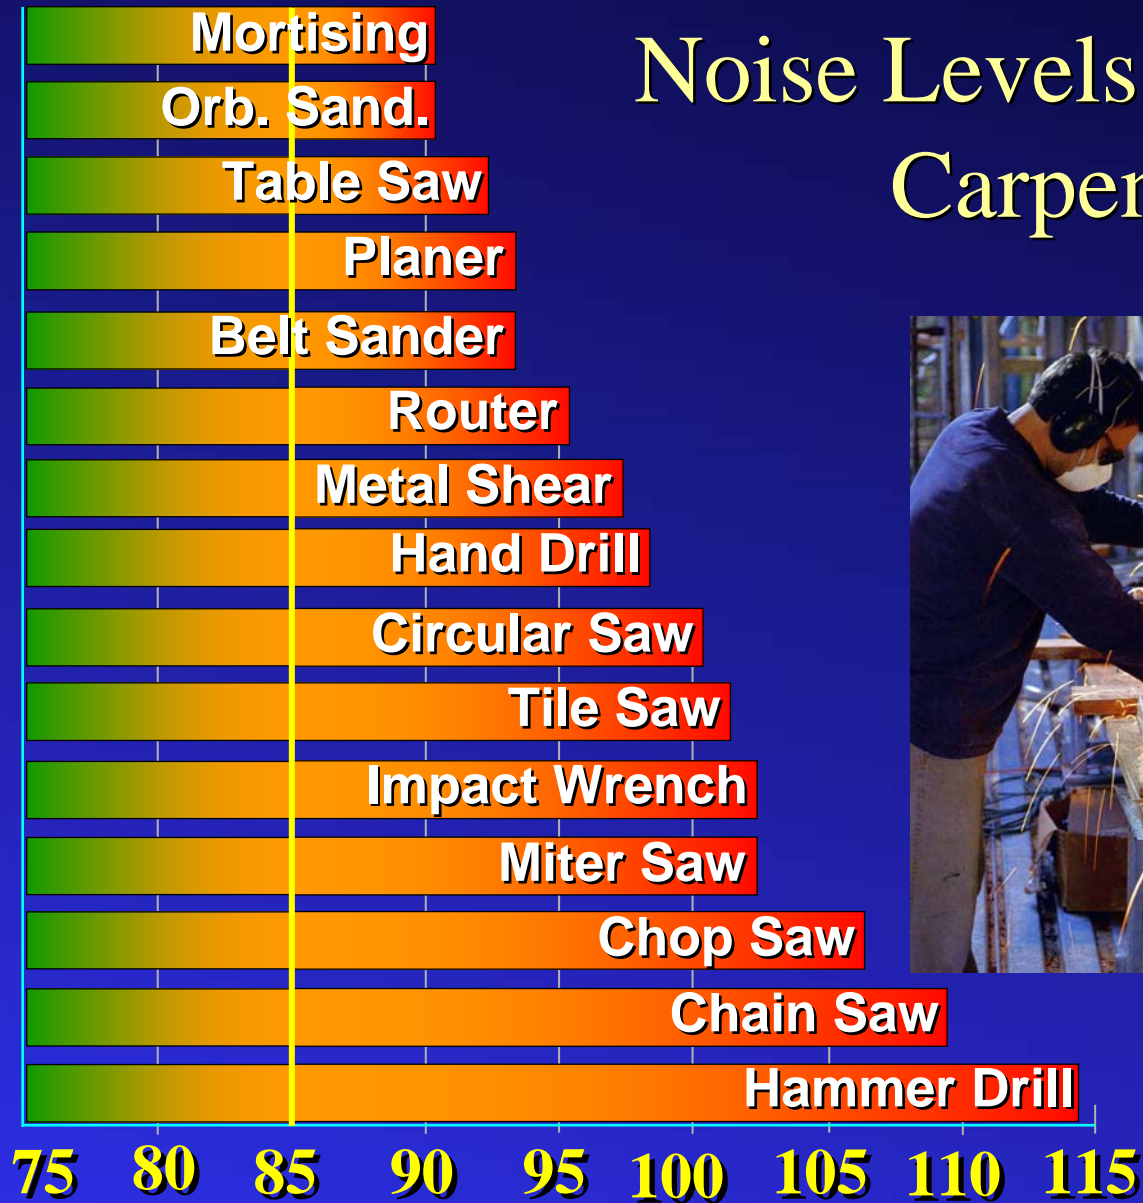 Noise Levels
Mortising
Orb. Sand.
Table Saw
Planer
Belt Sander
Router
Metal Shear
Hand Drill
Circular Saw
Tile Saw
Impact Wrench
Miter Saw
Chop Saw
Chain Saw
Hammer Drill
75 80 85 90 95 100 105 110 115